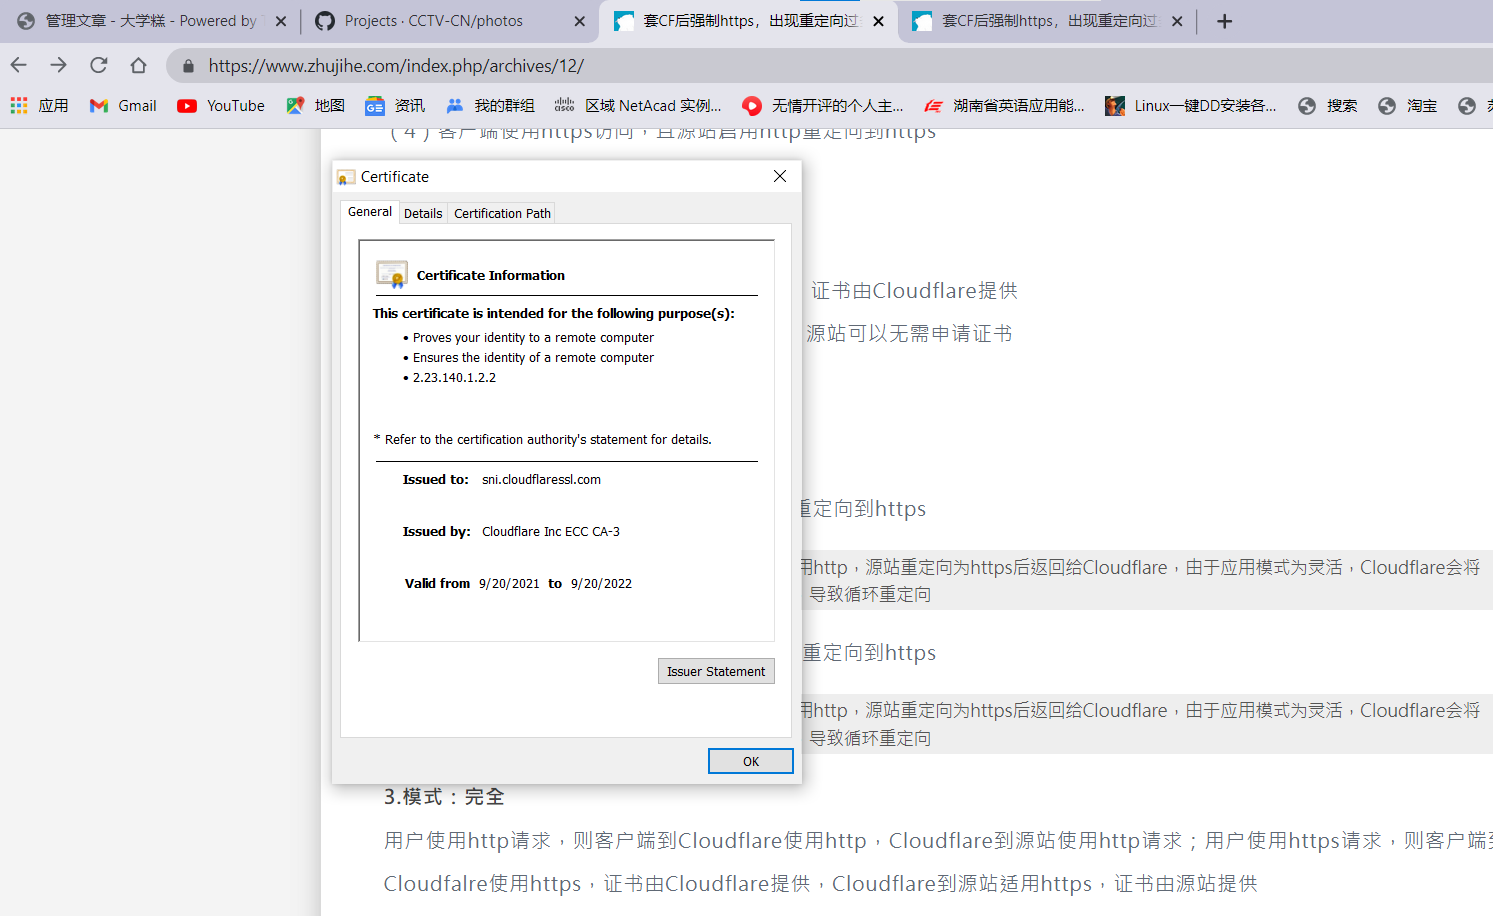 管理文章 - 大学糕 - Powered by
Projects · CCTV-CN/photos
套CF后强制https，出现重定向过
套CF后强制https，出现重定向过
https://www.zhujihe.com/index.php/archives/12/
应用
Gmail
YouTube
地图
资讯
我的群组
区域 NetAcad 实例...
无情开评的个人主...
湖南省英语应用能...
Linux一键DD安装各...
搜索
淘宝
（4）客户端使用https访问，且源站启用http重定向到https
Certificate
General
Details
Certification Path
Certificate Information
This certificate is intended for the following purpose(s):
• Proves your identity to a remote computer
• Ensures the identity of a remote computer
• 2.23.140.1.2.2
* Refer to the certification authority's statement for details.
Issued to: sni.cloudflaressl.com
Issued by: Cloudflare Inc ECC CA-3
Valid from 9/20/2021 to 9/20/2022
Issuer Statement
OK
，证书由Cloudflare提供
源站可以无需申请证书
重定向到https
用http，源站重定向为https后返回给Cloudflare，由于应用模式为灵活，Cloudflare会将
导致循环重定向
重定向到https
用http，源站重定向为https后返回给Cloudflare，由于应用模式为灵活，Cloudflare会将
导致循环重定向
3.模式：完全
用户使用http请求，则客户端到Cloudflare使用http，Cloudflare到源站使用http请求；用户使用https请求，则客户端到
Cloudfalre使用https，证书由Cloudflare提供，Cloudflare到源站适用https，证书由源站提供